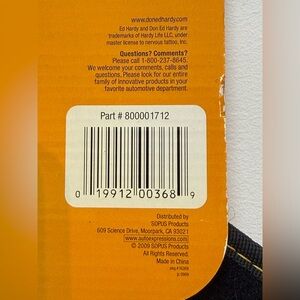 www.donedhardy.com
Ed Hardy and Don Ed Hardy are
trademarks of Hardy Life LLC, under
master license to nervous tattoo, inc.
Questions? Comments?
Please call 1-800-237-8645.
We welcome your comments, calls and
questions. Please look for our entire
family of innovative products in your
favorite automotive department.
Part # 800001712
0 19912 00368 9
Distributed by
SOPUS Products
609 Science Drive, Moorpark, CA 93021
www.autoexpressions.com
© 2009 SOPUS Products
All Rights Reserved.
Made in China